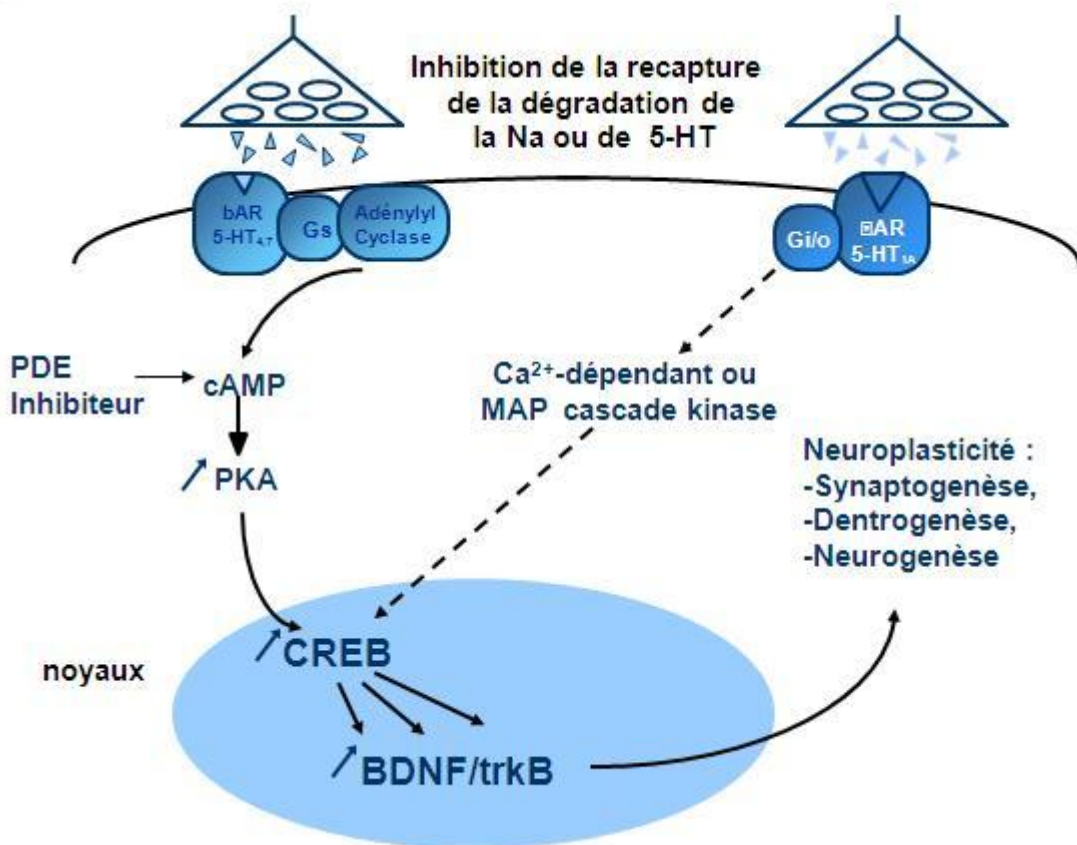 Inhibition de la recapture
de la dégradation de
la Na ou de 5-HT
bAR
5-HT₄,₇
Gs
Adénylyl
Cyclase
Gi/o
AR
5-HT₁A
PDE
Inhibiteur
cAMP
PKA
Ca²⁺-dépendant ou
MAP cascade kinase
Neuroplasticité :
-Synaptogenèse,
-Dentrogenèse,
-Neurogenèse
noyaux
CREB
BDNF/trkB